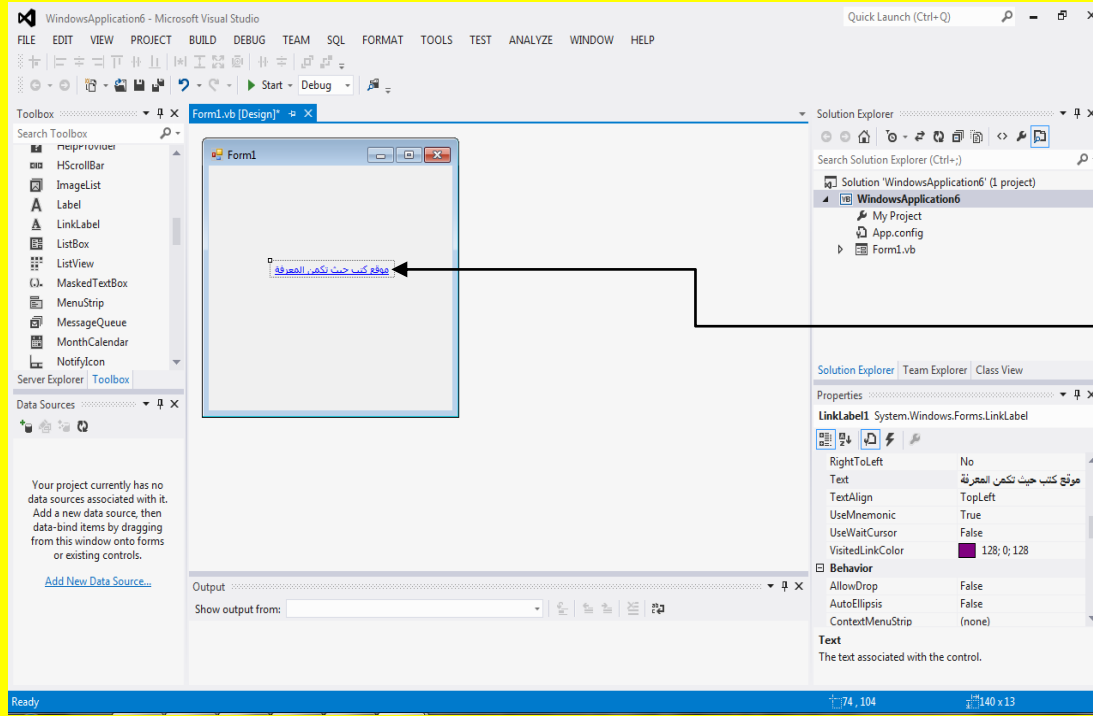 WindowsApplication6 - Microsoft Visual Studio
Quick Launch (Ctrl+Q)
FILE EDIT VIEW PROJECT BUILD DEBUG TEAM SQL FORMAT TOOLS TEST ANALYZE WINDOW HELP
Start Debug
Toolbox
Search Toolbox
HelpProvider
HScrollBar
ImageList
Label
LinkLabel
ListBox
ListView
MaskedTextBox
MenuStrip
MessageQueue
MonthCalendar
NotifyIcon
Server Explorer Toolbox
Data Sources
Your project currently has no
data sources associated with it.
Add a new data source, then
data-bind items by dragging
from this window onto forms
or existing controls.
Add New Data Source...
Form1.vb [Design]*
Form1
موقع كتب حيث تكمن المعرفة
Output
Show output from:
Solution Explorer
Search Solution Explorer (Ctrl+;)
Solution 'WindowsApplication6' (1 project)
VB WindowsApplication6
My Project
App.config
Form1.vb
Solution Explorer Team Explorer Class View
Properties
LinkLabel1 System.Windows.Forms.LinkLabel
RightToLeft No
Text موقع كتب حيث تكمن المعرفة
TextAlign TopLeft
UseMnemonic True
UseWaitCursor False
VisitedLinkColor 128; 0; 128
Behavior
AllowDrop False
AutoEllipsis False
ContextMenuStrip (none)
Text
The text associated with the control.
Ready
74 , 104
140 x 13